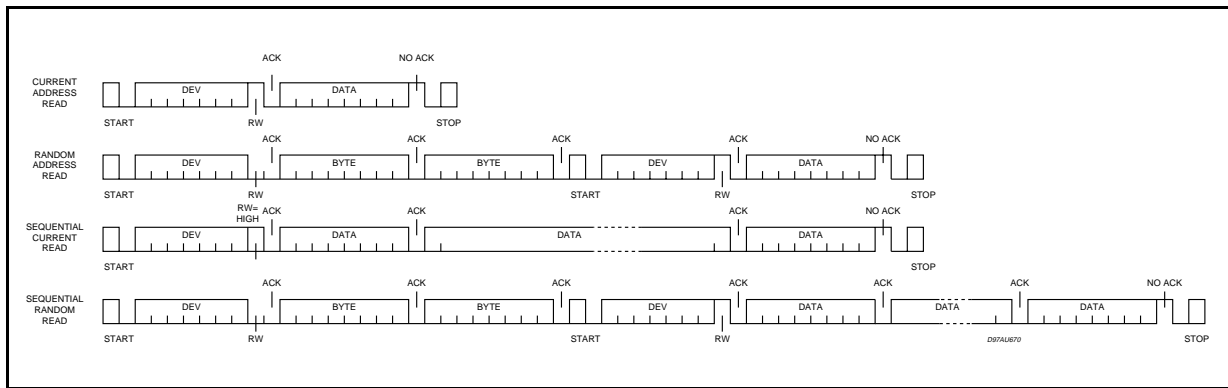 ACK NO ACK
CURRENT
ADDRESS
READ
DEV DATA
START RW STOP
ACK ACK ACK ACK NO ACK
RANDOM
ADDRESS
READ
DEV BYTE BYTE DEV DATA
START RW START RW STOP
RW=
HIGH
ACK ACK ACK NO ACK
SEQUENTIAL
CURRENT
READ
DEV DATA DATA DATA
START STOP
ACK ACK ACK ACK ACK ACK NO ACK
SEQUENTIAL
RANDOM
READ
DEV BYTE BYTE DEV DATA DATA DATA
START RW START RW D97AU670 STOP